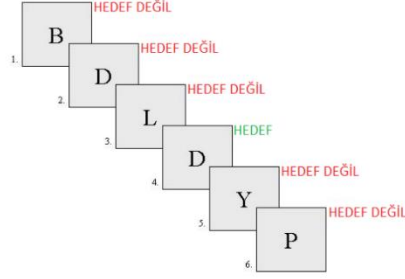 HEDEF DEĞİL
B
1.
HEDEF DEĞİL
D
2.
HEDEF DEĞİL
L
3.
HEDEF
D
4.
HEDEF DEĞİL
Y
5.
HEDEF DEĞİL
P
6.